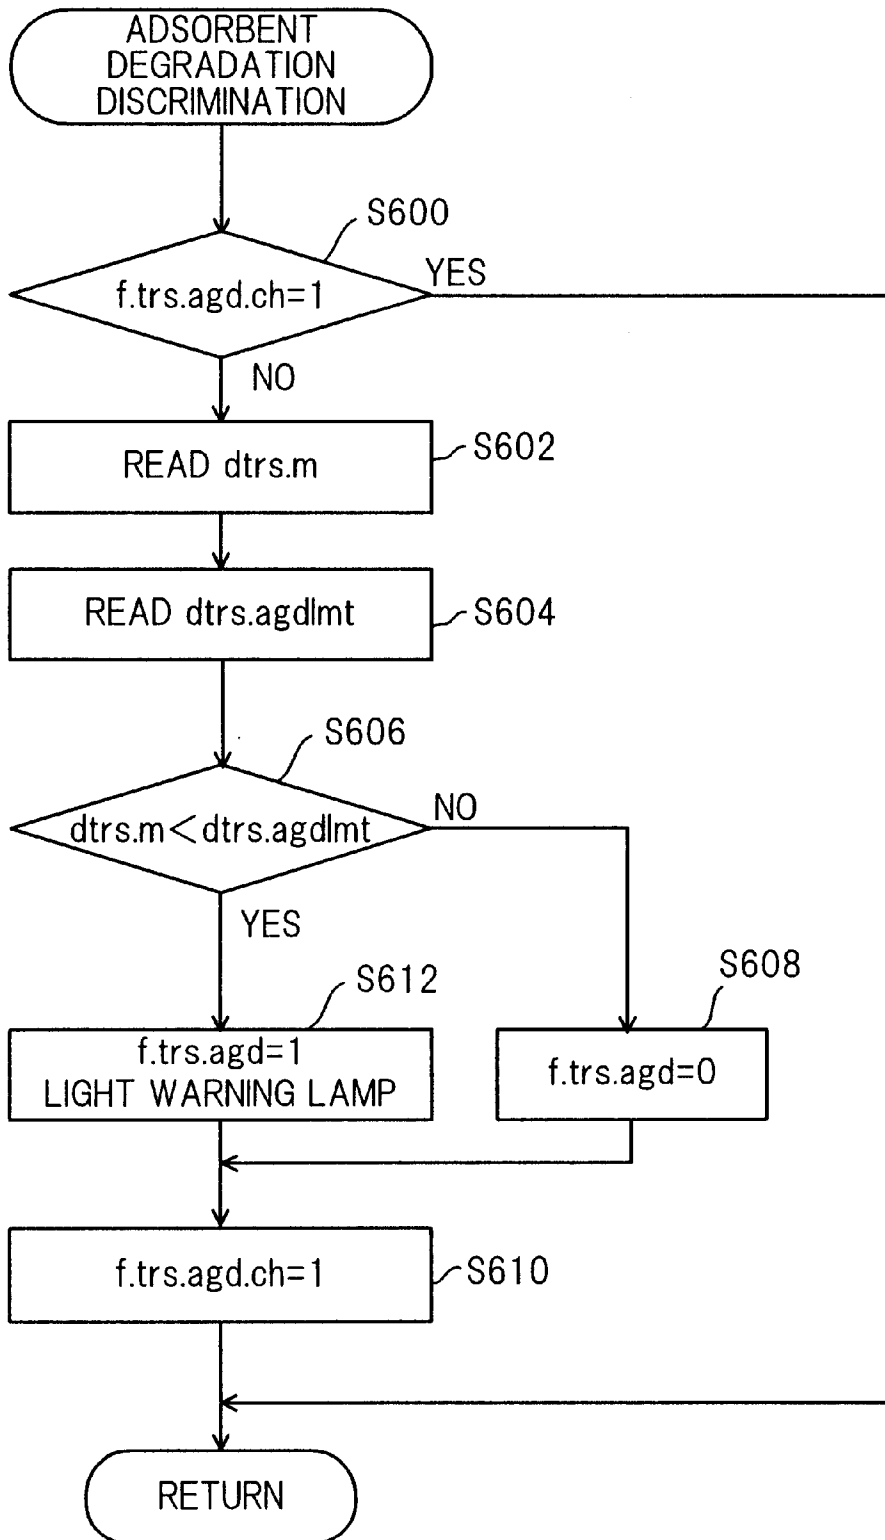 ADSORBENT
DEGRADATION
DISCRIMINATION
S600
f.trs.agd.ch=1
YES
NO
READ dtrs.m
S602
READ dtrs.agdlmt
S604
S606
dtrs.m<dtrs.agdlmt
NO
YES
S612
S608
f.trs.agd=1
LIGHT WARNING LAMP
f.trs.agd=0
f.trs.agd.ch=1
S610
RETURN